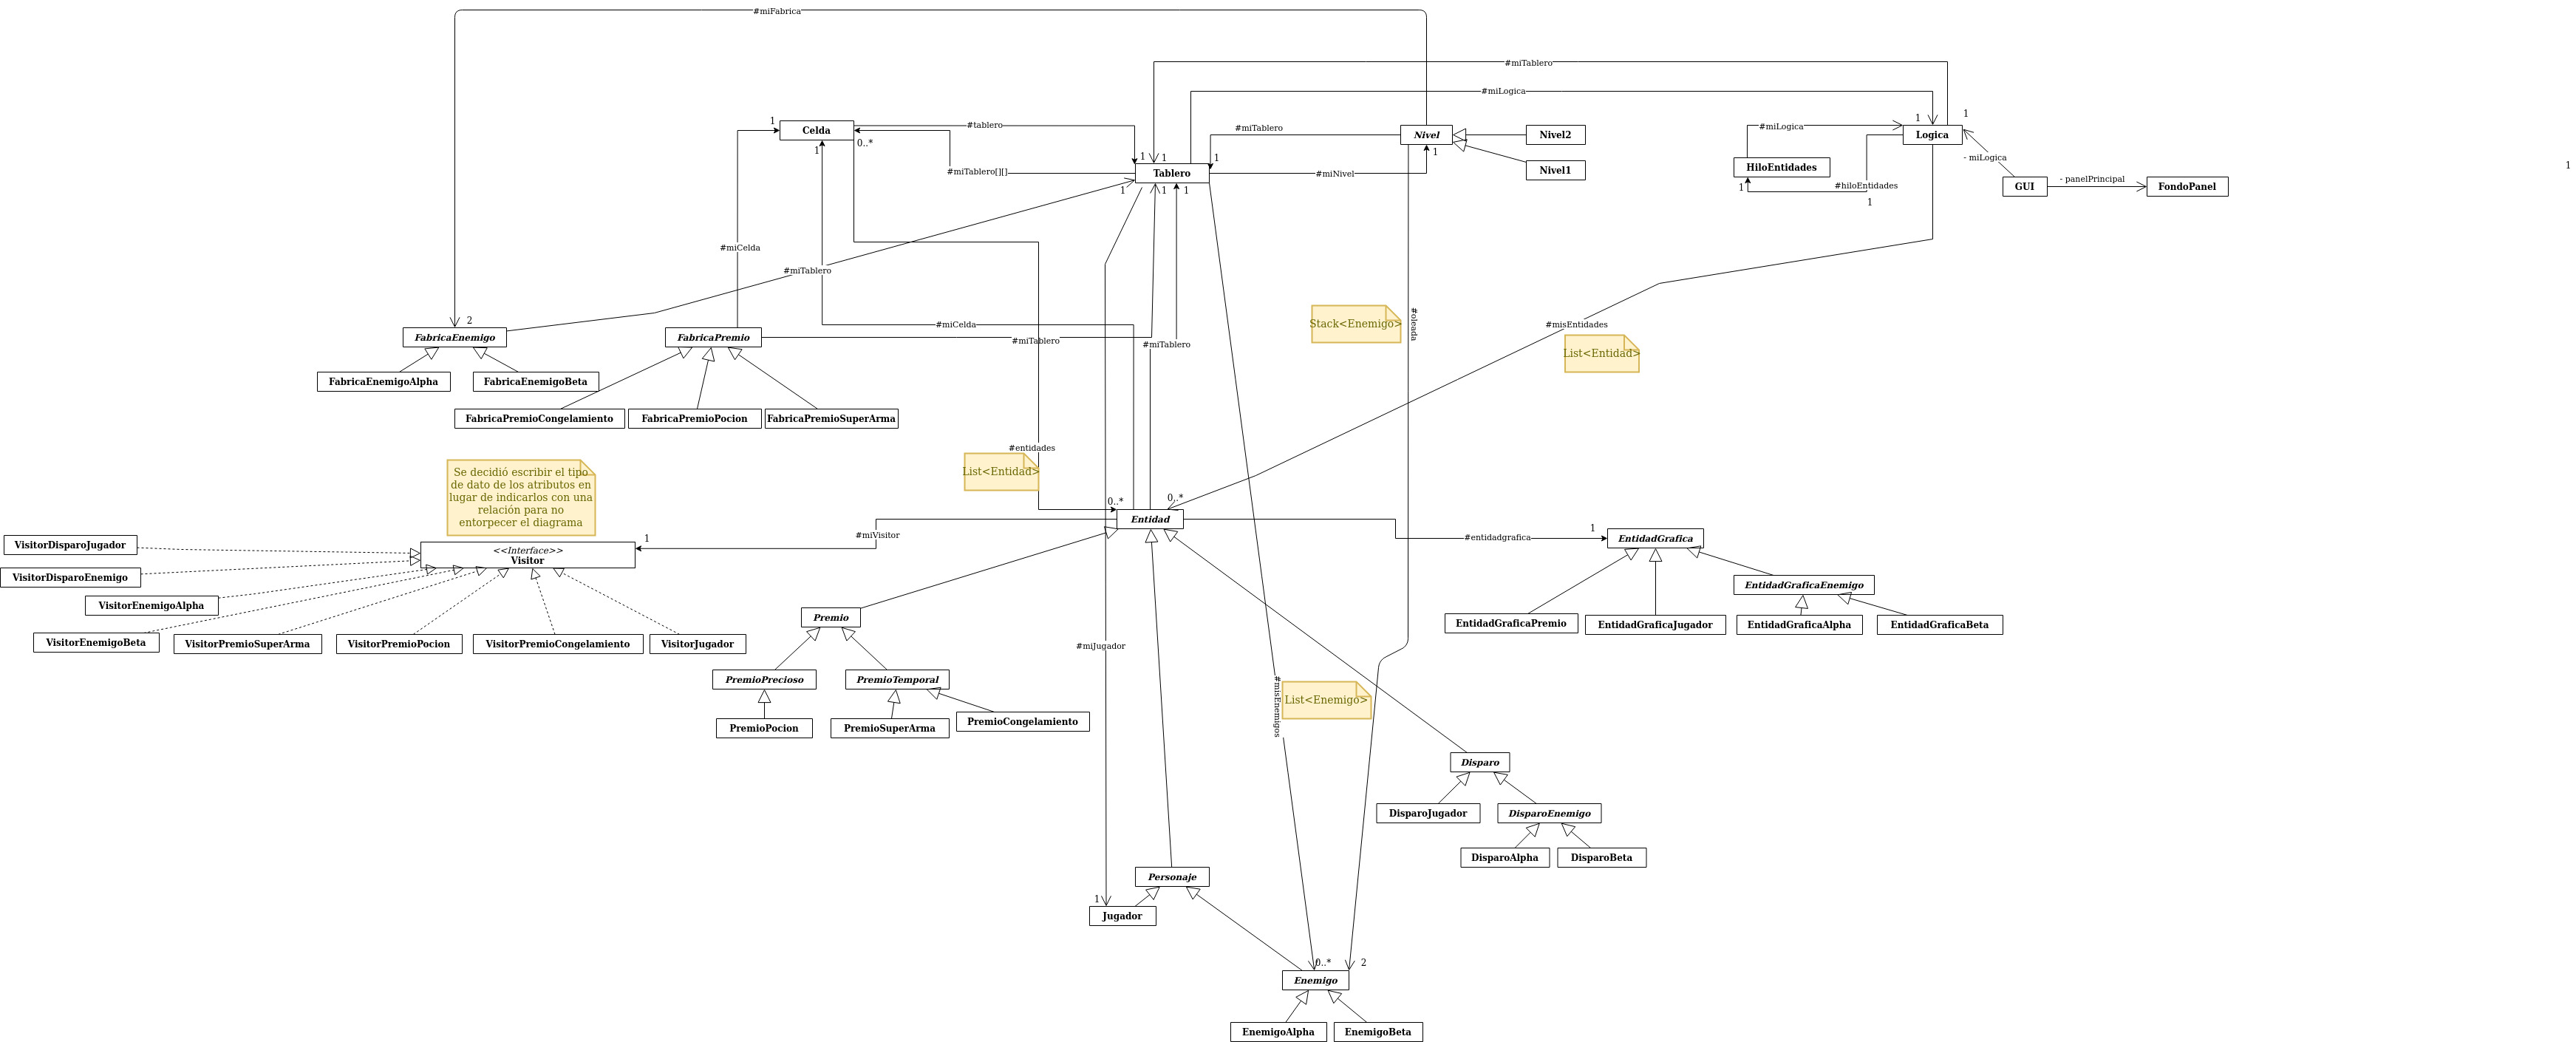 #miFabrica
#miTablero
#miLogica
1
Celda
0..*
1
#tablero
#miTablero[][]
1
1
Tablero
1
1
1
1
#miTablero
#miNivel
Nivel
1
Nivel2
Nivel1
#miLogica
HiloEntidades
1
#hiloEntidades
1
1
Logica
1
- miLogica
GUI
- panelPrincipal
FondoPanel
1
#miCelda
#miTablero
2
FabricaEnemigo
FabricaPremio
#miCelda
#miTablero
#miTablero
Stack<Enemigo>
#oleada
#misEntidades
List<Entidad>
FabricaEnemigoAlpha
FabricaEnemigoBeta
FabricaPremioCongelamiento
FabricaPremioPocion
FabricaPremioSuperArma
#entidades
List<Entidad>
Se decidió escribir el tipo
de dato de los atributos en
lugar de indicarlos con una
relación para no
entorpecer el diagrama
0..*
0..*
Entidad
#miVisitor
1
#entidadgrafica
1
EntidadGrafica
<<Interface>>
Visitor
VisitorDisparoJugador
VisitorDisparoEnemigo
VisitorEnemigoAlpha
VisitorEnemigoBeta
VisitorPremioSuperArma
VisitorPremioPocion
VisitorPremioCongelamiento
VisitorJugador
EntidadGraficaEnemigo
EntidadGraficaPremio
EntidadGraficaJugador
EntidadGraficaAlpha
EntidadGraficaBeta
Premio
#miJugador
PremioPrecioso
PremioTemporal
PremioPocion
PremioSuperArma
PremioCongelamiento
#misEnemigos
List<Enemigo>
Disparo
DisparoJugador
DisparoEnemigo
DisparoAlpha
DisparoBeta
Personaje
1
Jugador
0..*
2
Enemigo
EnemigoAlpha
EnemigoBeta